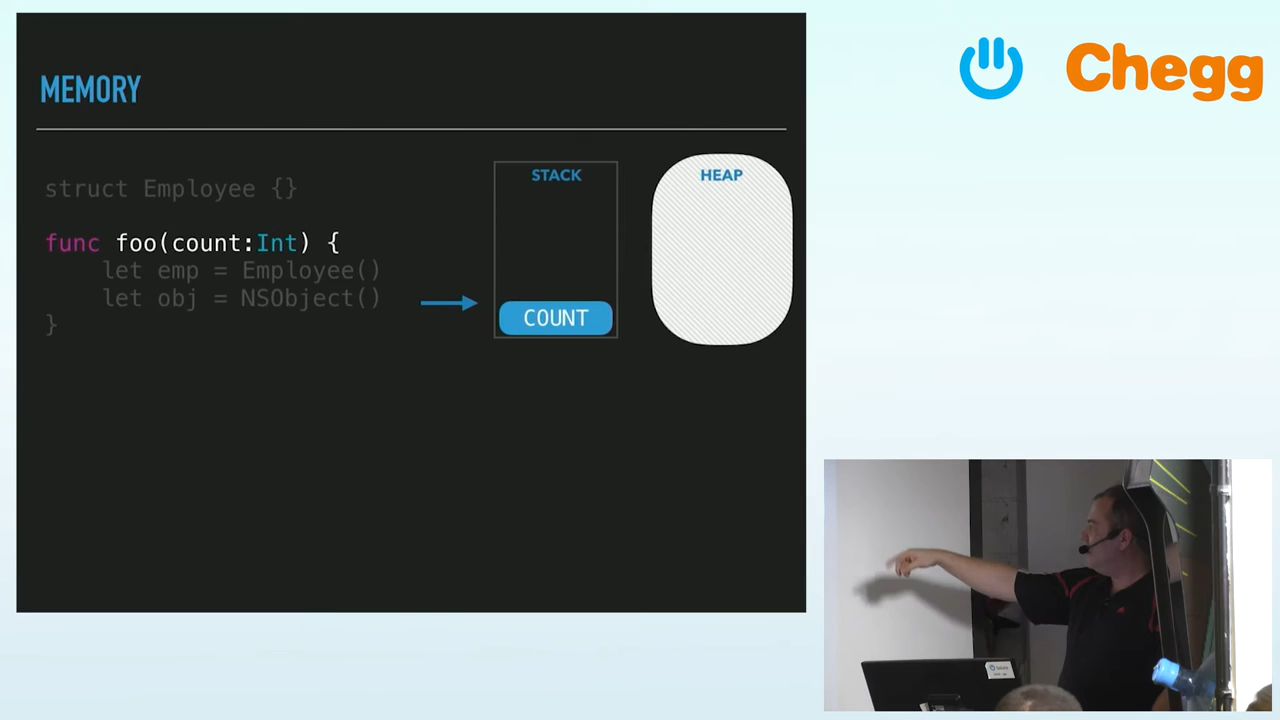 Chegg
MEMORY
struct Employee {}
func foo(count:Int) {
let emp = Employee()
let obj = NSObject()
}
STACK
COUNT
HEAP